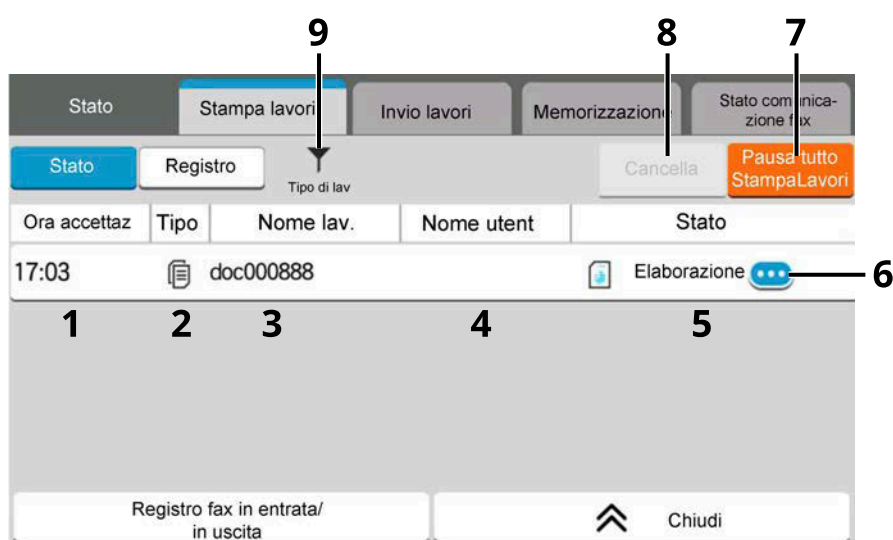 9 8 7
Stato Stampa lavori Invio lavori Memorizzazione Stato comunica-
zione fax
Stato Registro Tipo di lav Cancella Pausa tutto
StampaLavori
Ora accettaz Tipo Nome lav. Nome utent Stato
17:03 doc000888 Elaborazione 6
1 2 3 4 5
Registro fax in entrata/
in uscita
Chiudi